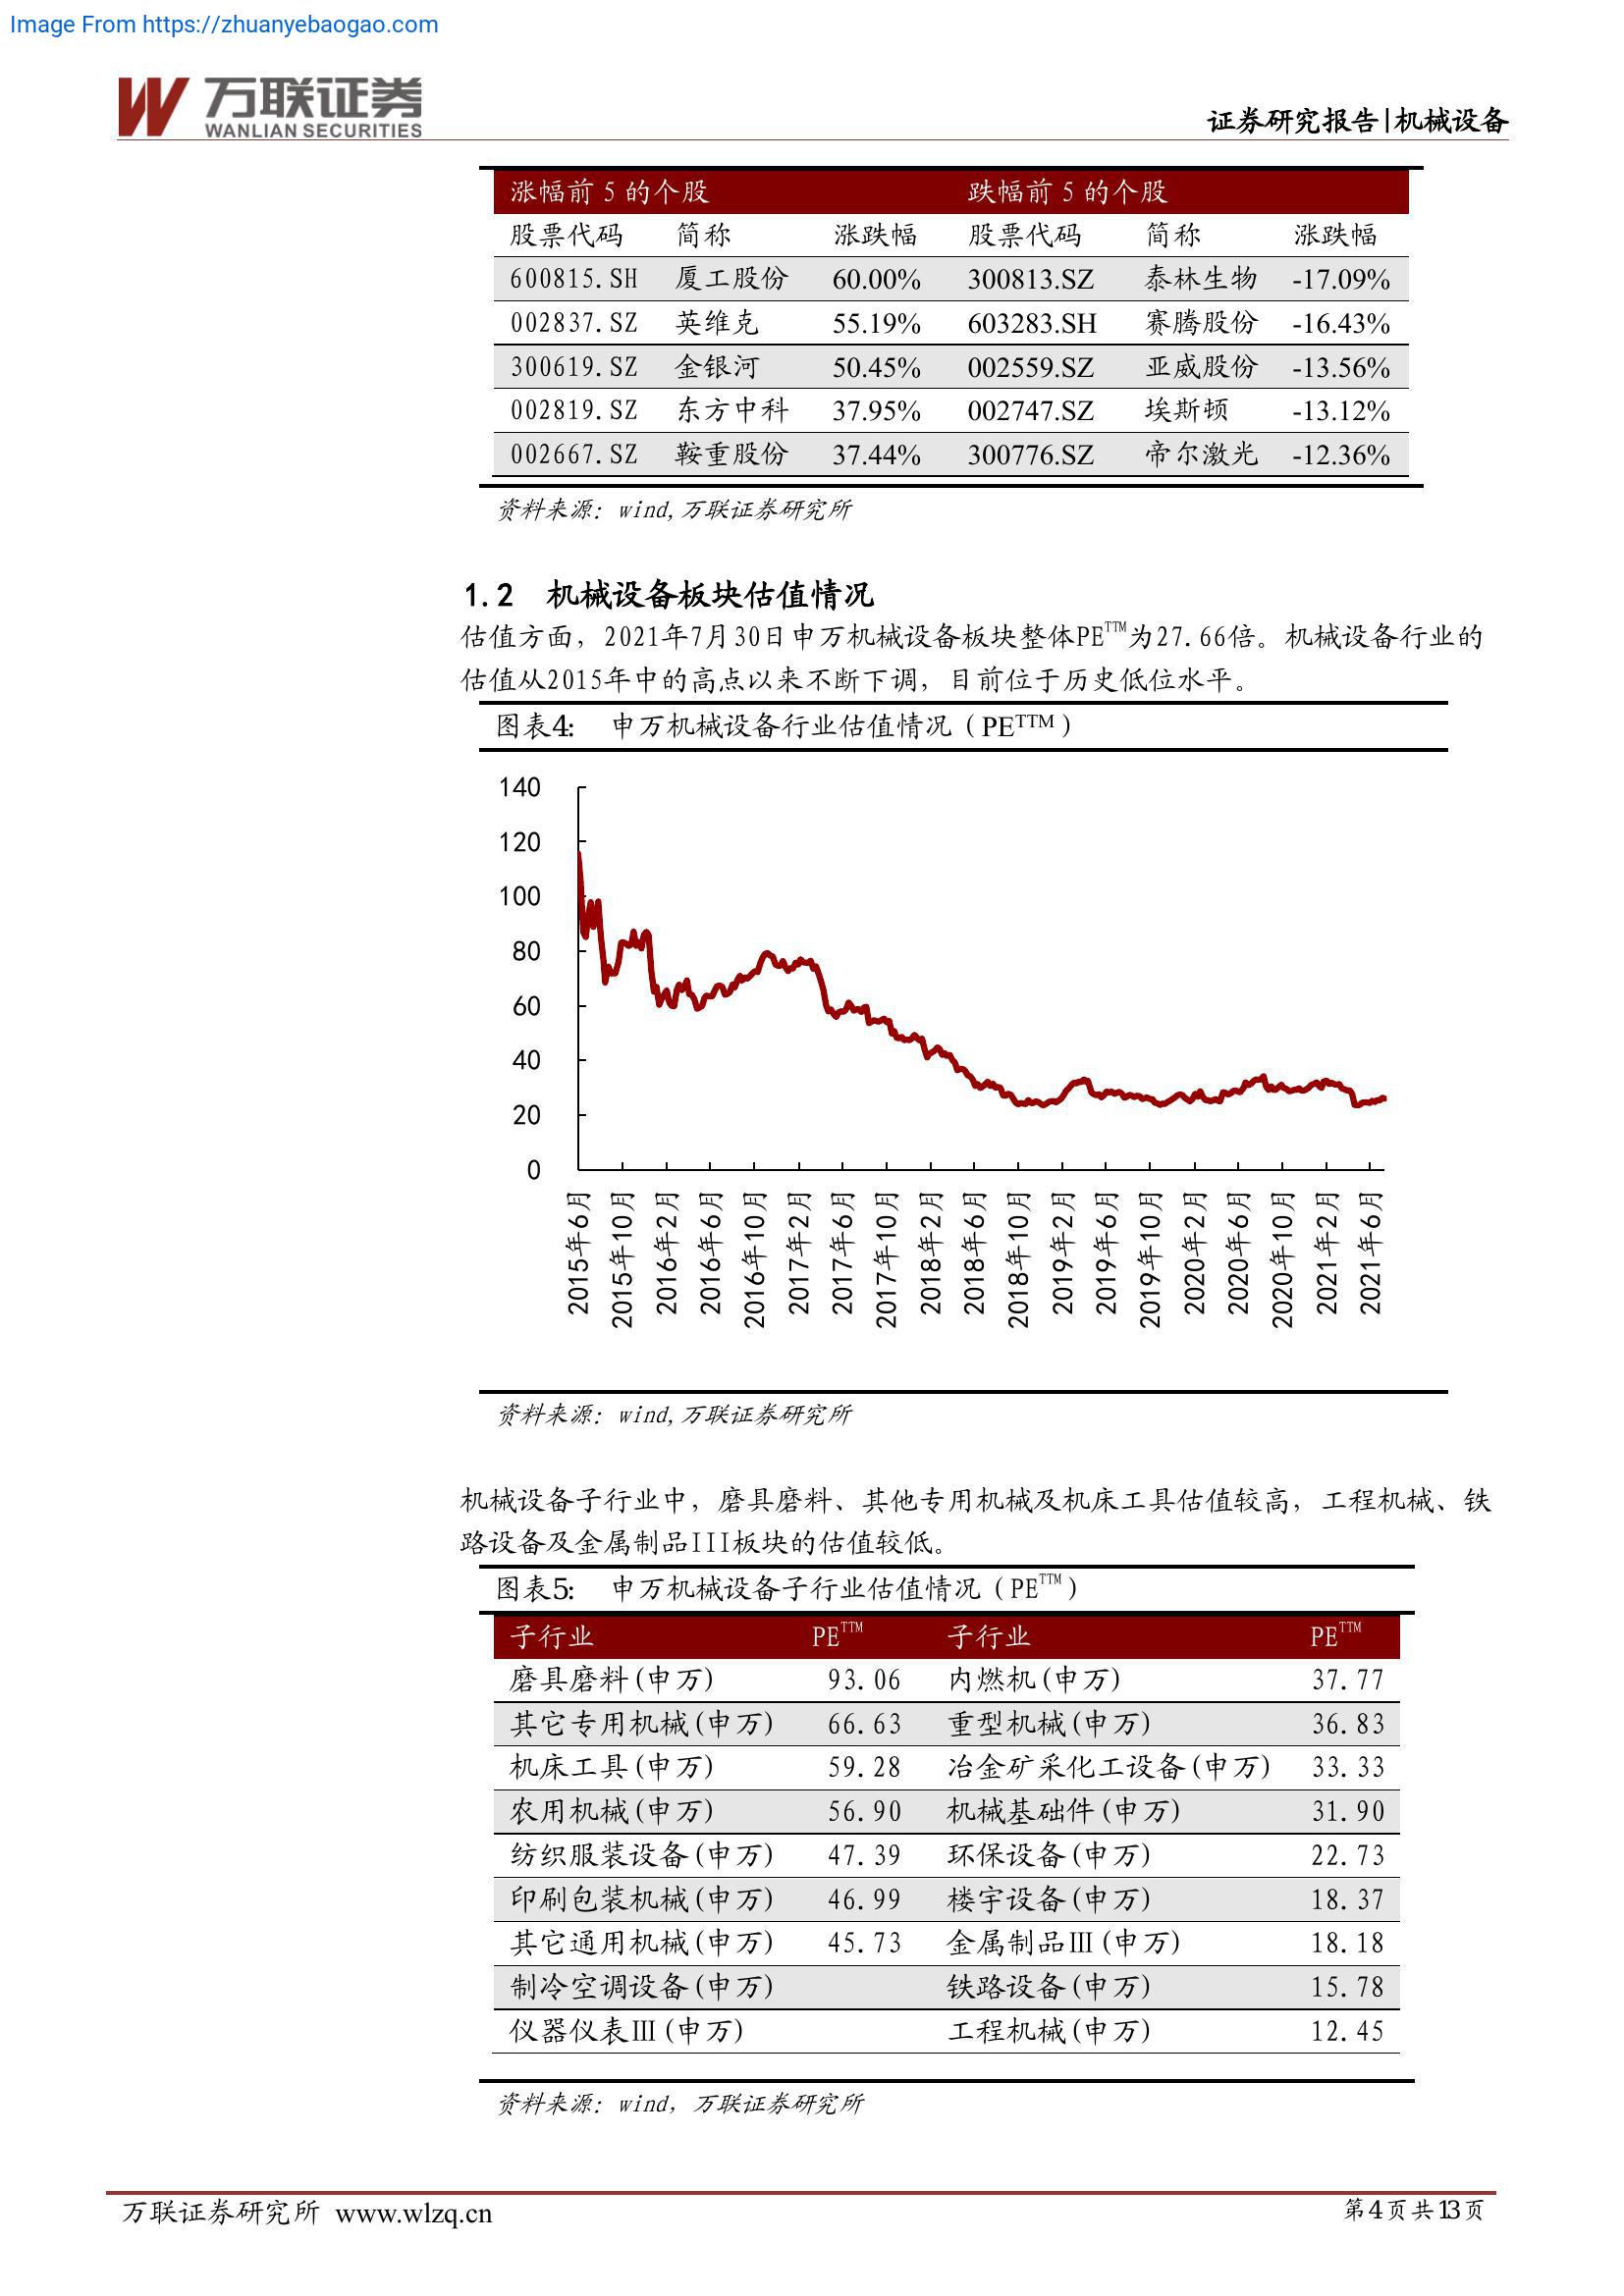 Image From https://zhuanyebaogao.com
万联证券
WANLIAN SECURITIES
证券研究报告|机械设备
涨幅前 5 的个股 跌幅前 5 的个股
股票代码 简称 涨跌幅 股票代码 简称 涨跌幅
600815.SH 厦工股份 60.00% 300813.SZ 泰林生物 -17.09%
002837.SZ 英维克 55.19% 603283.SH 赛腾股份 -16.43%
300619.SZ 金银河 50.45% 002559.SZ 亚威股份 -13.56%
002819.SZ 东方中科 37.95% 002747.SZ 埃斯顿 -13.12%
002667.SZ 鞍重股份 37.44% 300776.SZ 帝尔激光 -12.36%
资料来源：wind,万联证券研究所
1.2 机械设备板块估值情况
估值方面，2021年7月30日申万机械设备板块整体PETTM为27.66倍。机械设备行业的
估值从2015年中的高点以来不断下调，目前位于历史低位水平。
图表4: 申万机械设备行业估值情况（PETTM）
140
120
100
80
60
40
20
0
2015年6月
2015年10月
2016年2月
2016年6月
2016年10月
2017年2月
2017年6月
2017年10月
2018年2月
2018年6月
2018年10月
2019年2月
2019年6月
2019年10月
2020年2月
2020年6月
2020年10月
2021年2月
2021年6月
资料来源：wind,万联证券研究所
机械设备子行业中，磨具磨料、其他专用机械及机床工具估值较高，工程机械、铁
路设备及金属制品III板块的估值较低。
图表5: 申万机械设备子行业估值情况（PETTM）
子行业 PETTM 子行业 PETTM
磨具磨料(申万) 93.06 内燃机(申万) 37.77
其它专用机械(申万) 66.63 重型机械(申万) 36.83
机床工具(申万) 59.28 冶金矿采化工设备(申万) 33.33
农用机械(申万) 56.90 机械基础件(申万) 31.90
纺织服装设备(申万) 47.39 环保设备(申万) 22.73
印刷包装机械(申万) 46.99 楼宇设备(申万) 18.37
其它通用机械(申万) 45.73 金属制品Ⅲ(申万) 18.18
制冷空调设备(申万) 铁路设备(申万) 15.78
仪器仪表Ⅲ(申万) 工程机械(申万) 12.45
资料来源：wind，万联证券研究所
万联证券研究所 www.wlzq.cn
第4页共13页